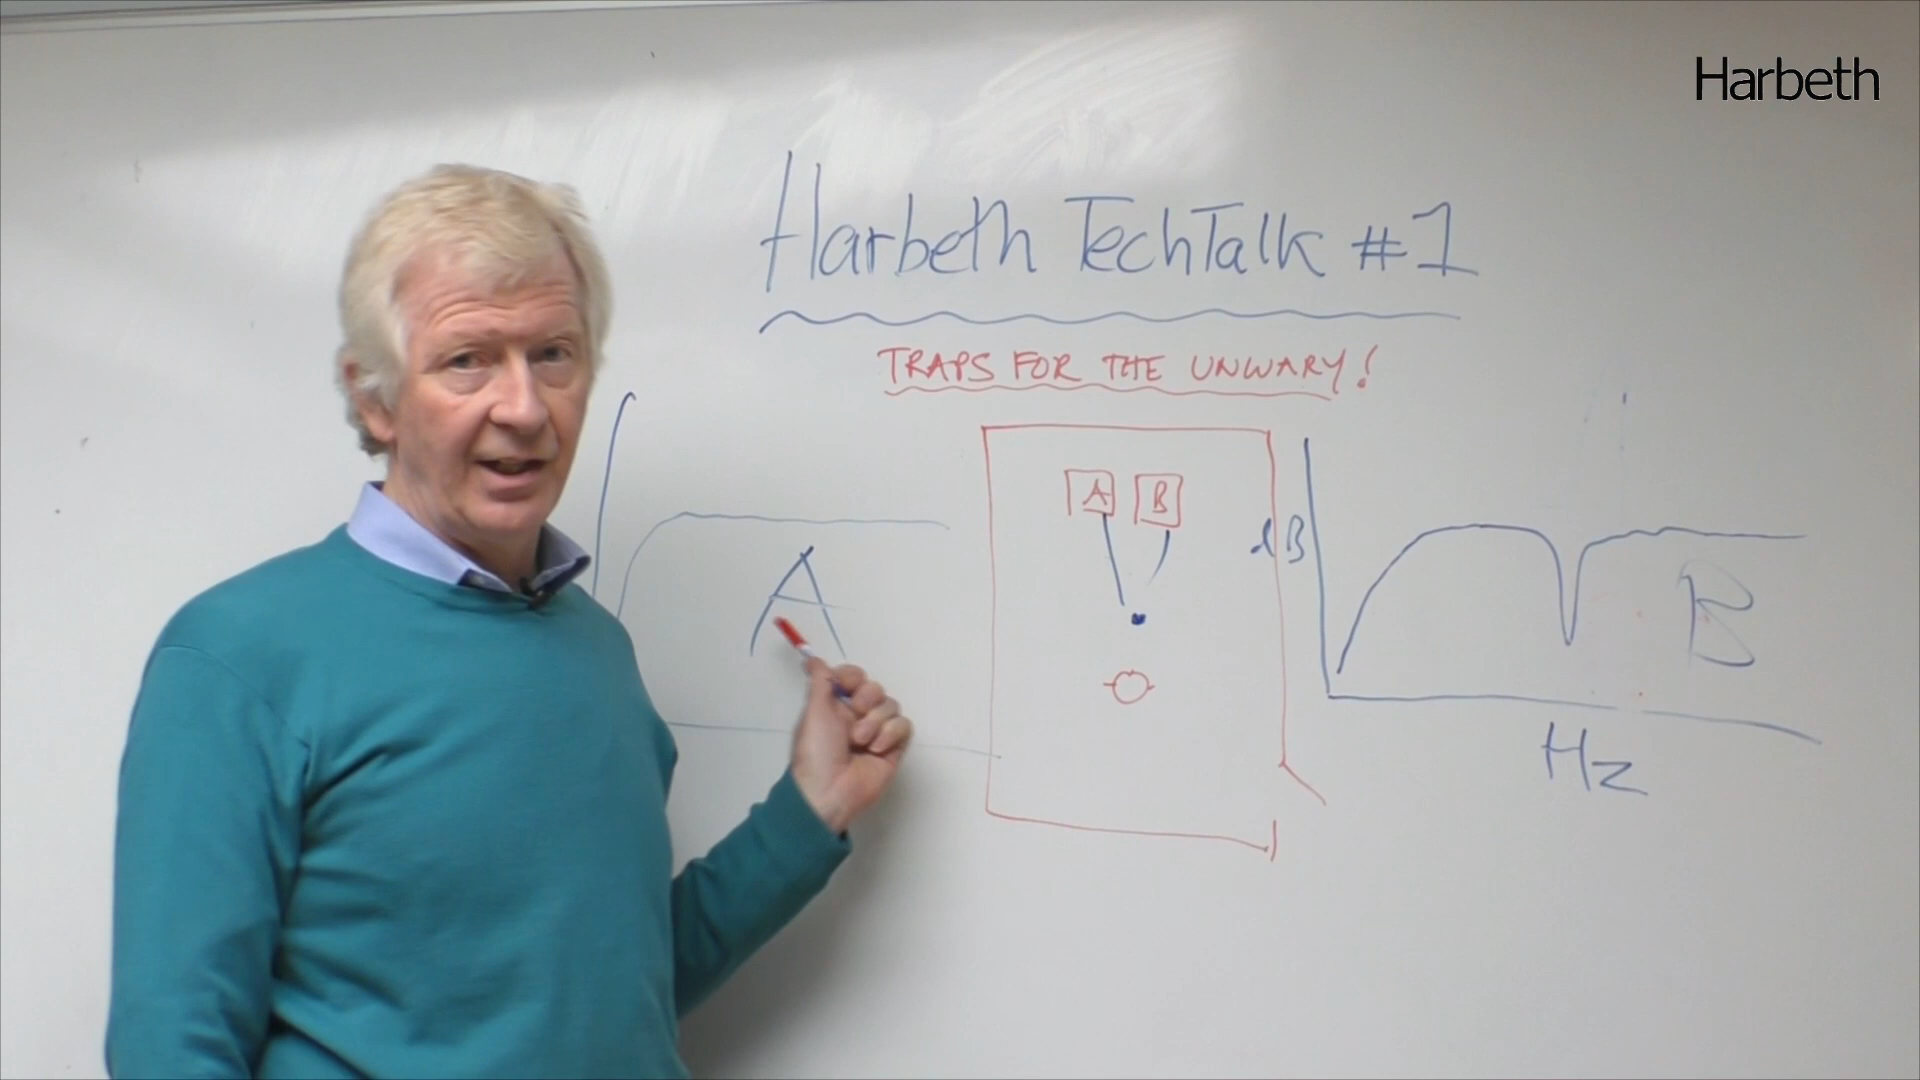 Harbeth
Harbeth TechTalk #1
TRAPS FOR THE UNWARY!
A B
dB
A
B
Hz